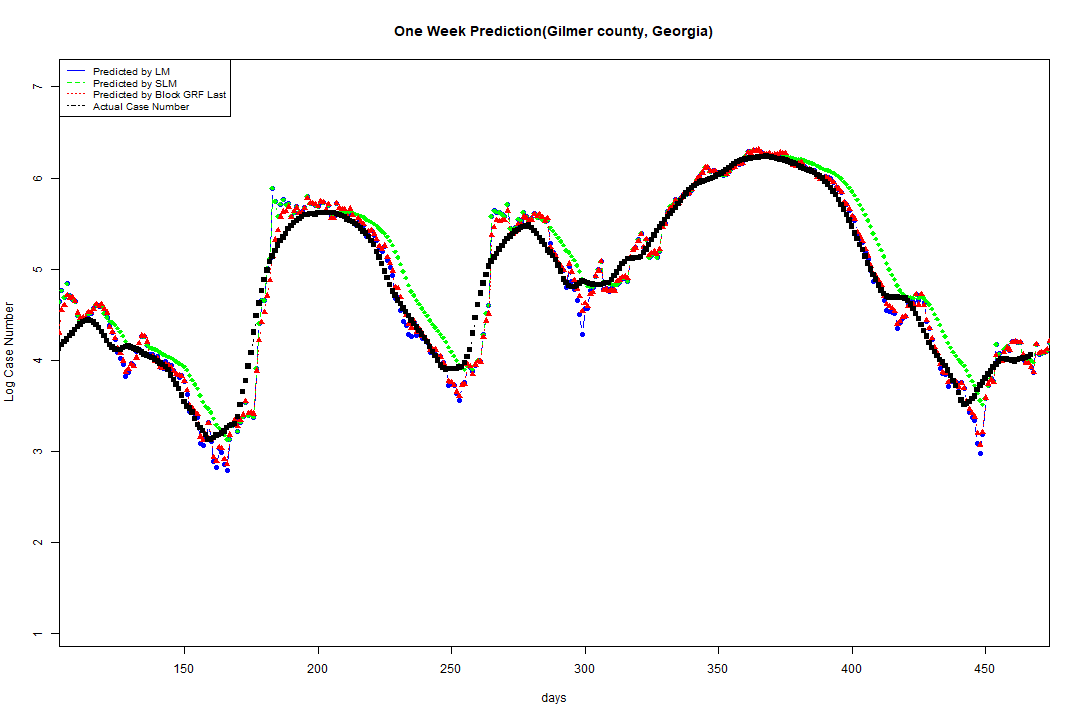 One Week Prediction(Gilmer county, Georgia)
Predicted by LM
Predicted by SLM
Predicted by Block GRF Last
Actual Case Number
7
6
5
4
3
2
1
Log Case Number
150 200 250 300 350 400 450
days